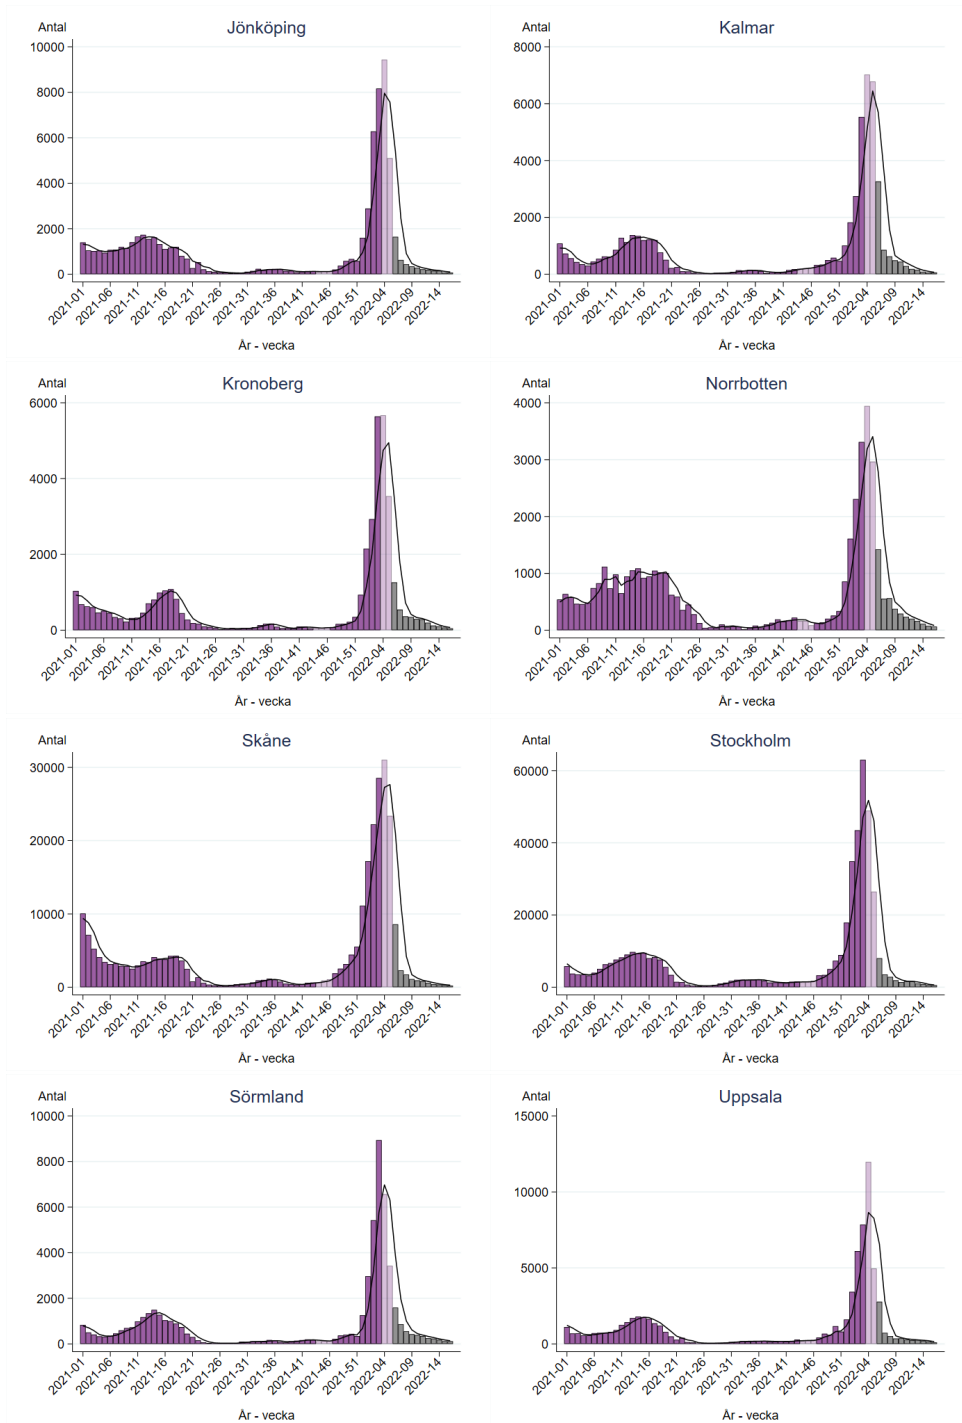 Antal Jönköping
10000
8000
6000
4000
2000
0
2021-01 2021-06 2021-11 2021-16 2021-21 2021-26 2021-31 2021-36 2021-41 2021-46 2021-51 2022-04 2022-09 2022-14
År - vecka
Antal Kalmar
8000
6000
4000
2000
0
2021-01 2021-06 2021-11 2021-16 2021-21 2021-26 2021-31 2021-36 2021-41 2021-46 2021-51 2022-04 2022-09 2022-14
År - vecka
Antal Kronoberg
6000
4000
2000
0
2021-01 2021-06 2021-11 2021-16 2021-21 2021-26 2021-31 2021-36 2021-41 2021-46 2021-51 2022-04 2022-09 2022-14
År - vecka
Antal Norrbotten
4000
3000
2000
1000
0
2021-01 2021-06 2021-11 2021-16 2021-21 2021-26 2021-31 2021-36 2021-41 2021-46 2021-51 2022-04 2022-09 2022-14
År - vecka
Antal Skåne
30000
20000
10000
0
2021-01 2021-06 2021-11 2021-16 2021-21 2021-26 2021-31 2021-36 2021-41 2021-46 2021-51 2022-04 2022-09 2022-14
År - vecka
Antal Stockholm
60000
40000
20000
0
2021-01 2021-06 2021-11 2021-16 2021-21 2021-26 2021-31 2021-36 2021-41 2021-46 2021-51 2022-04 2022-09 2022-14
År - vecka
Antal Sörmland
10000
8000
6000
4000
2000
0
2021-01 2021-06 2021-11 2021-16 2021-21 2021-26 2021-31 2021-36 2021-41 2021-46 2021-51 2022-04 2022-09 2022-14
År - vecka
Antal Uppsala
15000
10000
5000
0
2021-01 2021-06 2021-11 2021-16 2021-21 2021-26 2021-31 2021-36 2021-41 2021-46 2021-51 2022-04 2022-09 2022-14
År - vecka